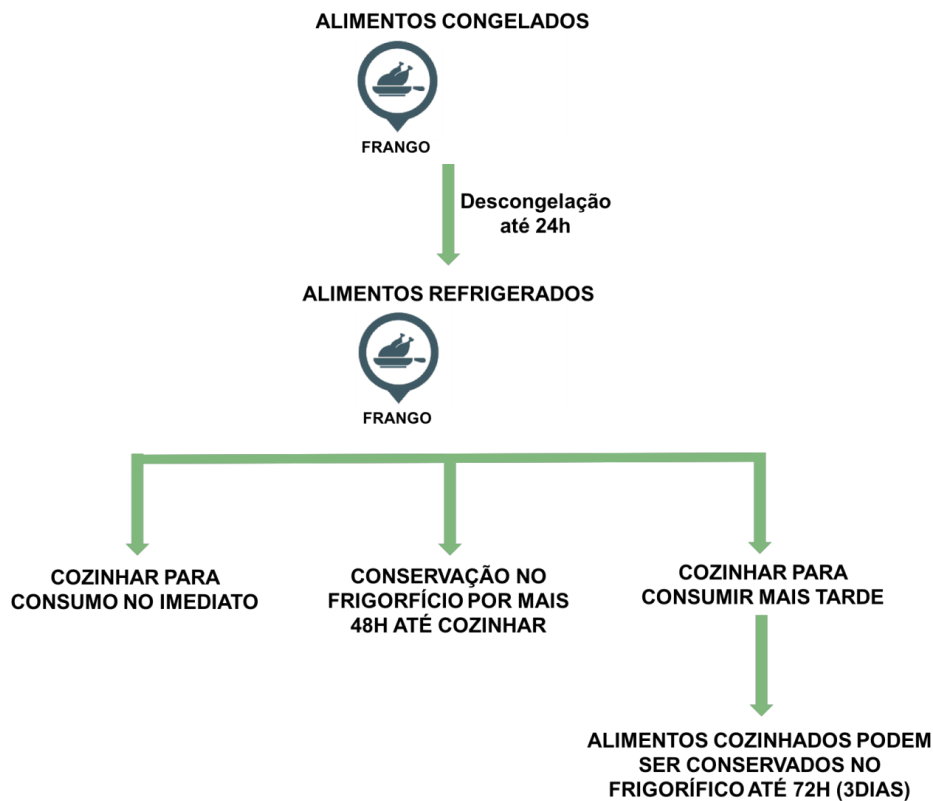 ALIMENTOS CONGELADOS
FRANGO
Descongelação
até 24h
ALIMENTOS REFRIGERADOS
FRANGO
COZINHAR PARA
CONSUMO NO IMEDIATO
CONSERVAÇÃO NO
FRIGORFÍCIO POR MAIS
48H ATÉ COZINHAR
COZINHAR PARA
CONSUMIR MAIS TARDE
ALIMENTOS COZINHADOS PODEM
SER CONSERVADOS NO
FRIGORÍFICO ATÉ 72H (3DIAS)